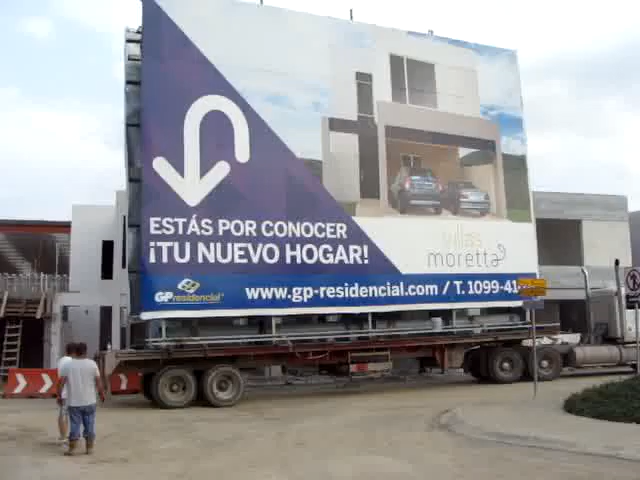 ESTÁS POR CONOCER
¡TU NUEVO HOGAR!
villas
moretta
GP residencial
www.gp-residencial.com / T. 1099-41